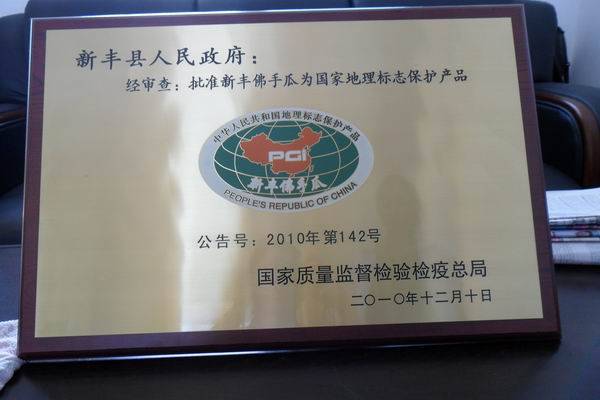 新丰县人民政府：
经审查：批准新丰佛手瓜为国家地理标志保护产品
中华人民共和国地理标志保护产品
PGI
新丰佛手瓜
PEOPLE'S REPUBLIC OF CHINA
公告号：2010年第142号
国家质量监督检验检疫总局
二〇一〇年十二月十日